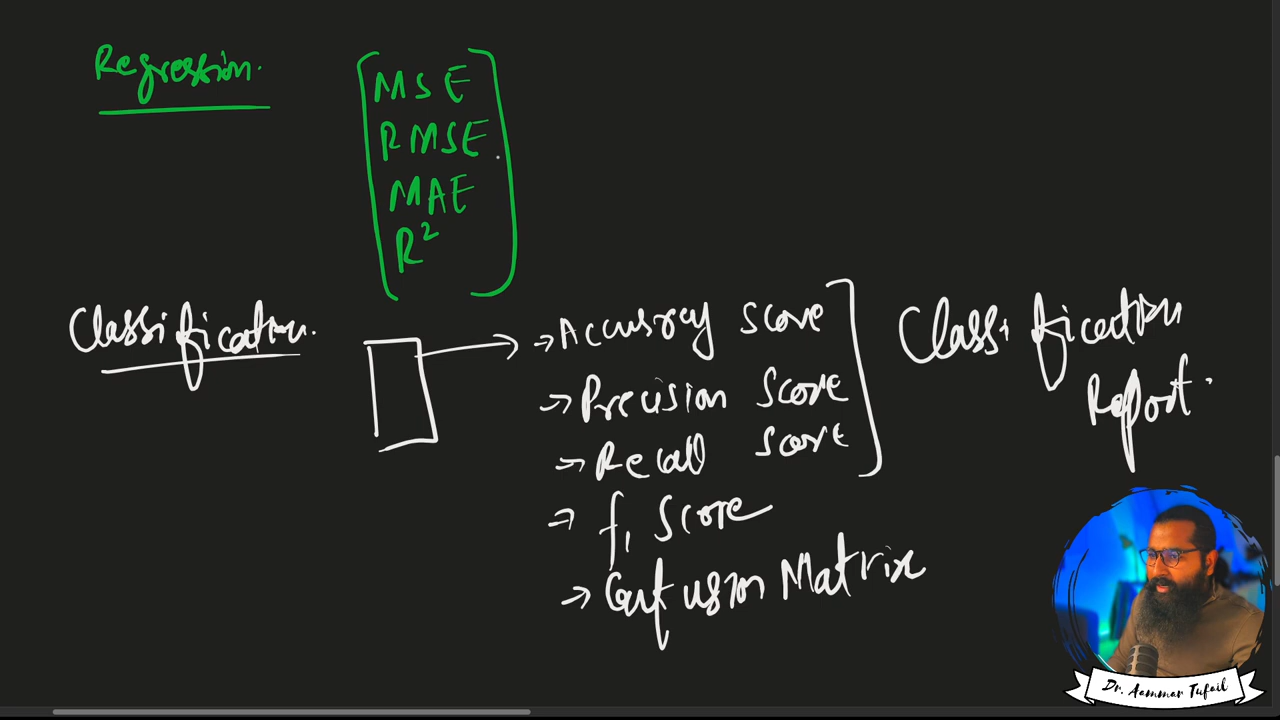 Regression.
MSE
RMSE
MAE
R²
Classification.
→ Accuracy score
→ Precision Score
→ Recall score
→ f₁ Score
→ Confusion Matrix
Classification
Report.
Dr. Aammar Tufail